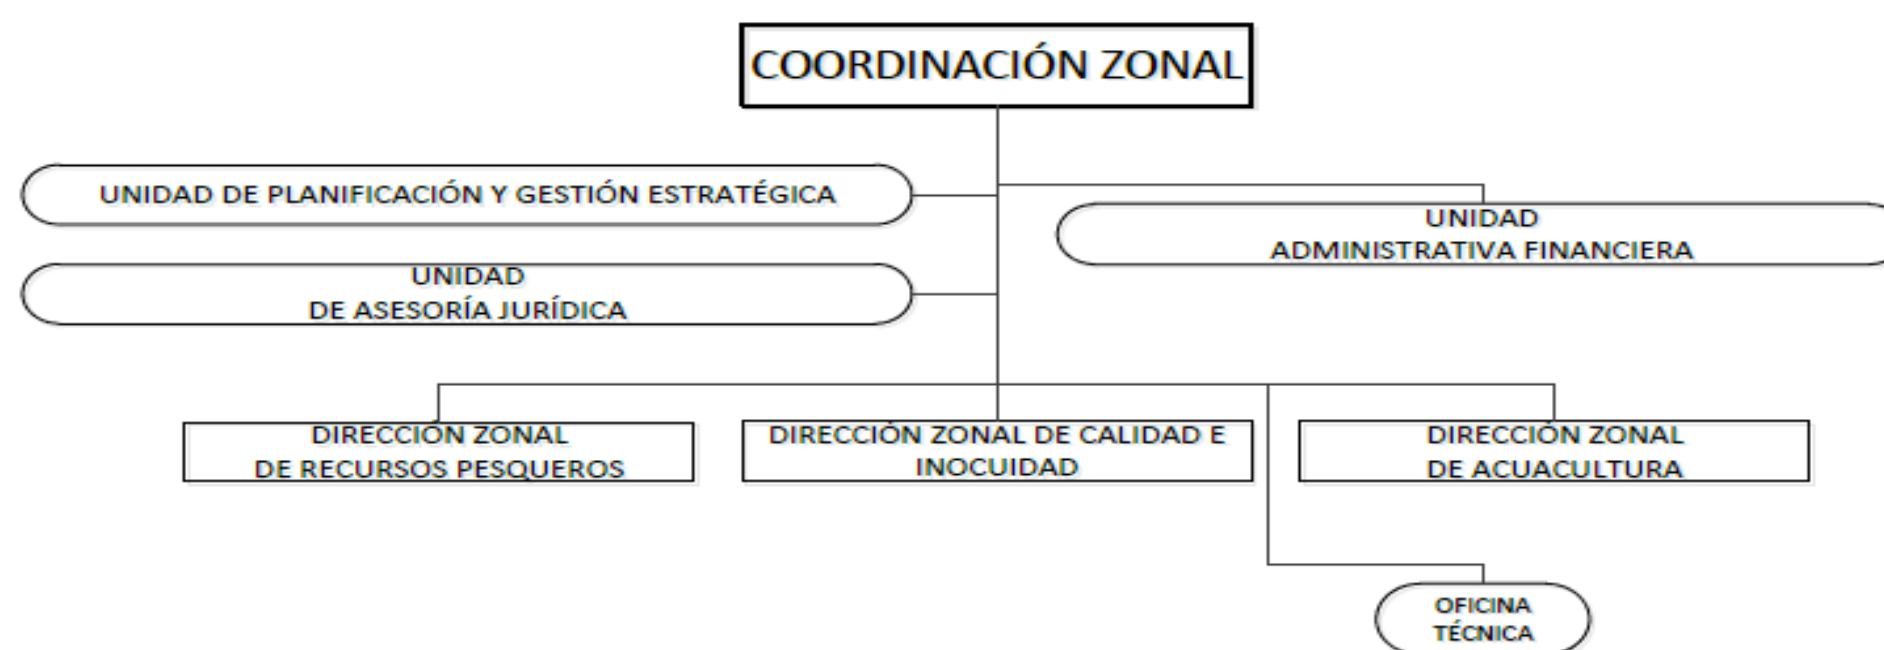 COORDINACIÓN ZONAL
UNIDAD DE PLANIFICACIÓN Y GESTIÓN ESTRATÉGICA
UNIDAD
ADMINISTRATIVA FINANCIERA
UNIDAD
DE ASESORÍA JURÍDICA
DIRECCIÓN ZONAL
DE RECURSOS PESQUEROS
DIRECCIÓN ZONAL DE CALIDAD E
INOCUIDAD
DIRECCIÓN ZONAL
DE ACUACULTURA
OFICINA
TÉCNICA